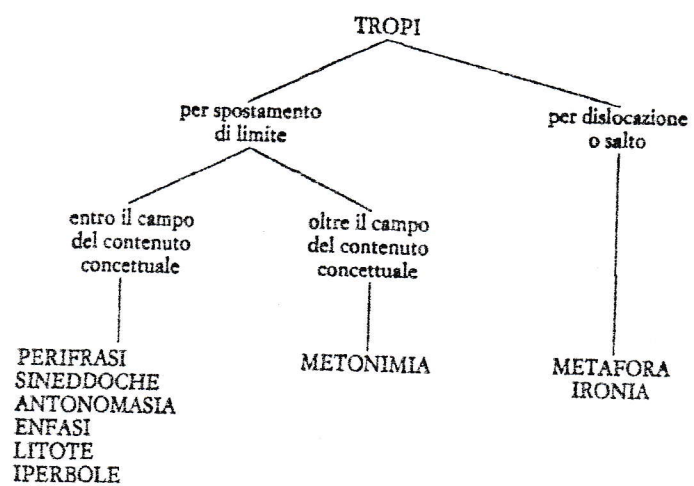 TROPI
per spostamento
di limite
per dislocazione
o salto
entro il campo
del contenuto
concettuale
oltre il campo
del contenuto
concettuale
PERIFRASI
SINEDDOCHE
ANTONOMASIA
ENFASI
LITOTE
IPERBOLE
METONIMIA
METAFORA
IRONIA